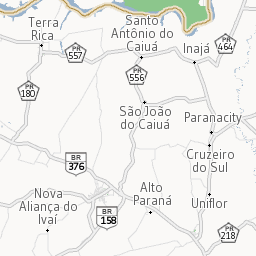 Santo
Antônio do
Caiuá
Terra
Rica
PR
557
Inajá
PR
464
PR
556
PR
180
São João
do Caiuá
Paranacity
BR
376
Cruzeiro
do Sul
Nova
Aliança do
Ivaí
Alto
Paraná
Uniflor
BR
158
PR
218